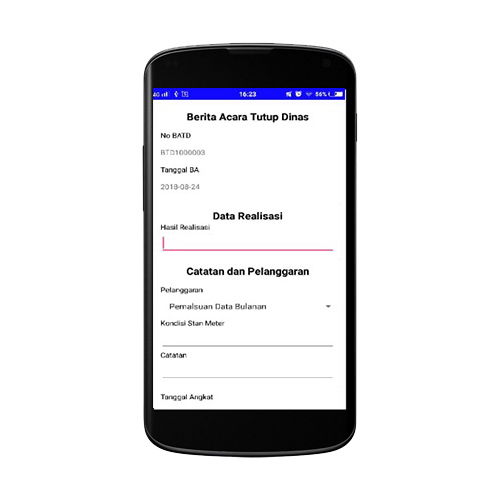 4G 16:23 56%
Berita Acara Tutup Dinas
No BATD
BTD1000003
Tanggal BA
2018-08-24
Data Realisasi
Hasil Realisasi
Catatan dan Pelanggaran
Pelanggaran
Pemalsuan Data Bulanan
Kondisi Stan Meter
Catatan
Tanggal Angkat